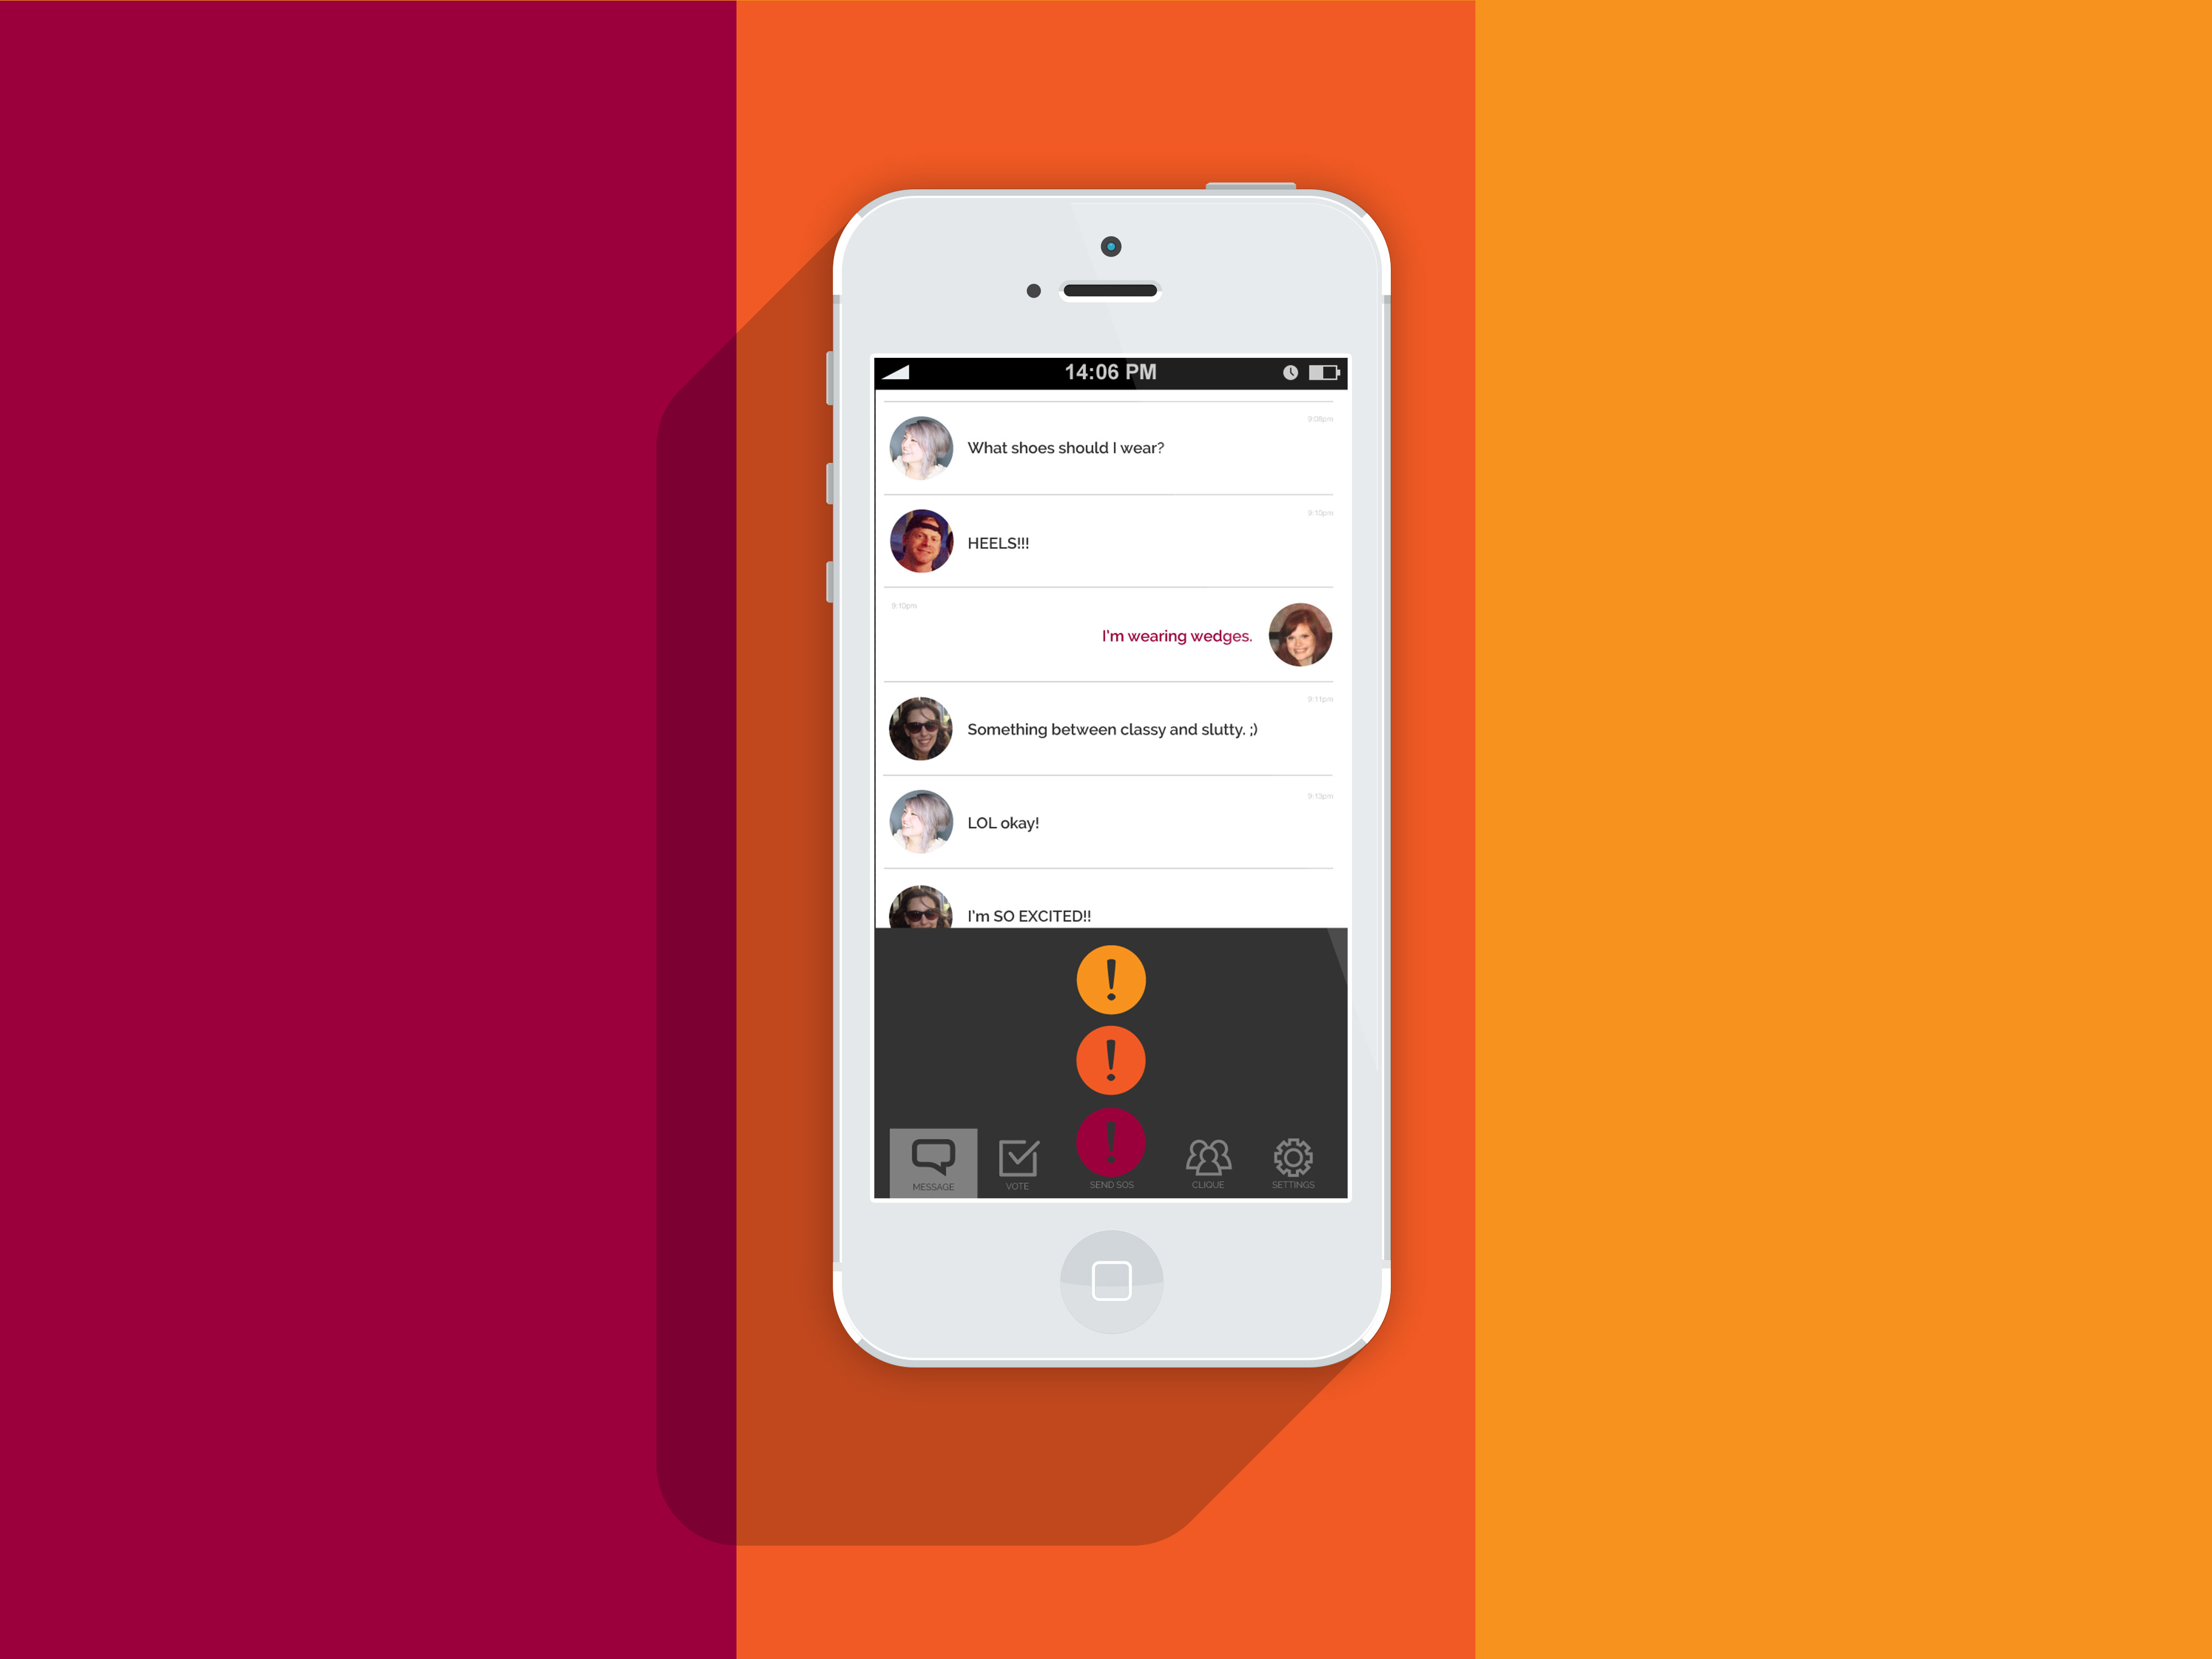 14:06 PM
9:08pm
What shoes should I wear?
9:10pm
HEELS!!!
9:10pm
I'm wearing wedges.
9:11pm
Something between classy and slutty. ;)
9:13pm
LOL okay!
I'm SO EXCITED!!
!
!
!
MESSAGE
VOTE
SEND SOS
CLIQUE
SETTINGS